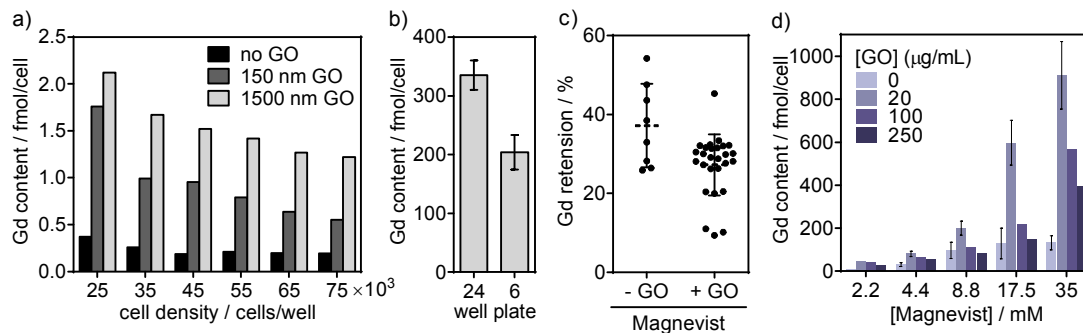 a)
Gd content / fmol/cell
2.5
2.0
1.5
1.0
0.5
0.0
no GO
150 nm GO
1500 nm GO
25 35 45 55 65 75 ×10³
cell density / cells/well
b)
Gd content / fmol/cell
400
300
200
100
0
24 6
well plate
c)
Gd retention / %
60
40
20
0
- GO + GO
Magnevist
d)
Gd content / fmol/cell
1000
800
600
400
200
0
[GO] (μg/mL)
0
20
100
250
2.2 4.4 8.8 17.5 35
[Magnevist] / mM